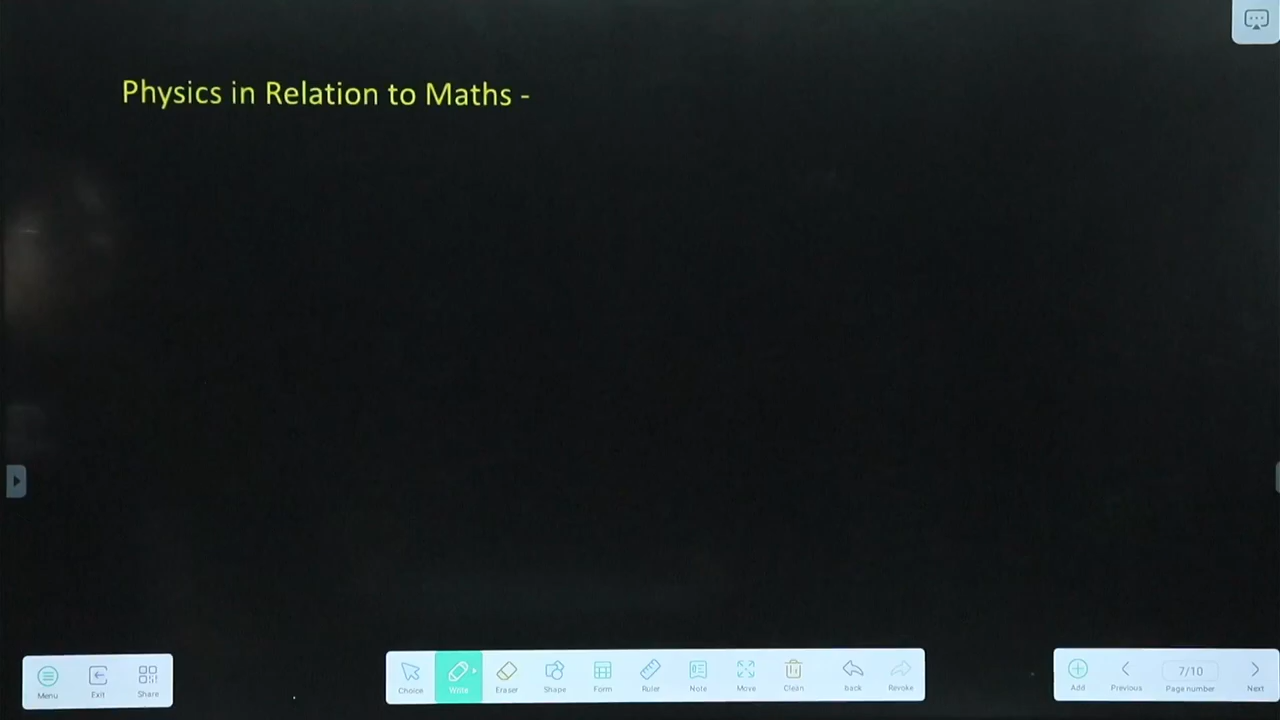 Physics in Relation to Maths -
Menu
Exit
Share
Choice
Write
Eraser
Shape
Form
Ruler
Note
Move
Clean
Back
Revoke
Add
Previous
7/10
Page number
Next